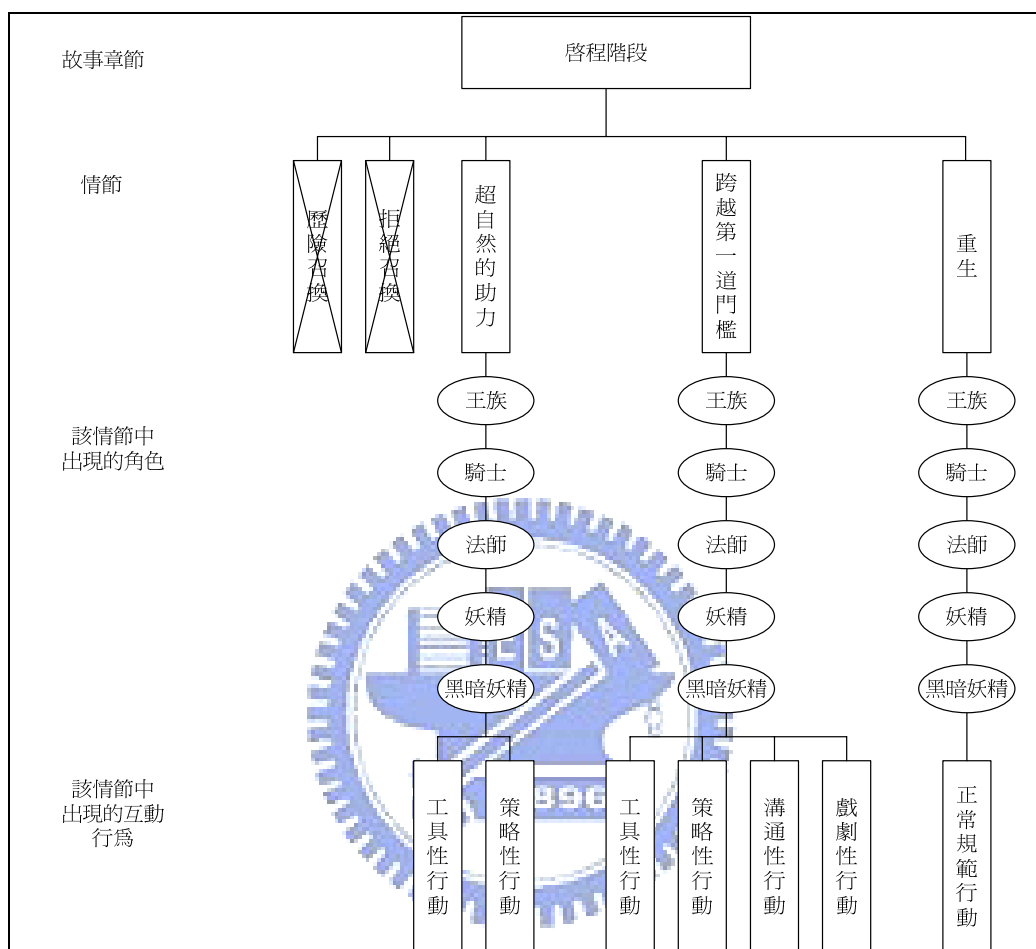 故事章節
啓程階段
情節
歷險召換
拒絕召換
超自然的助力
跨越第一道門檻
重生
該情節中
出現的角色
王族
王族
王族
騎士
騎士
騎士
法師
法師
法師
妖精
妖精
妖精
黑暗妖精
黑暗妖精
黑暗妖精
ESA
1896
該情節中
出現的互動
行爲
工具性行動
策略性行動
工具性行動
策略性行動
溝通性行動
戲劇性行動
正常規範行動